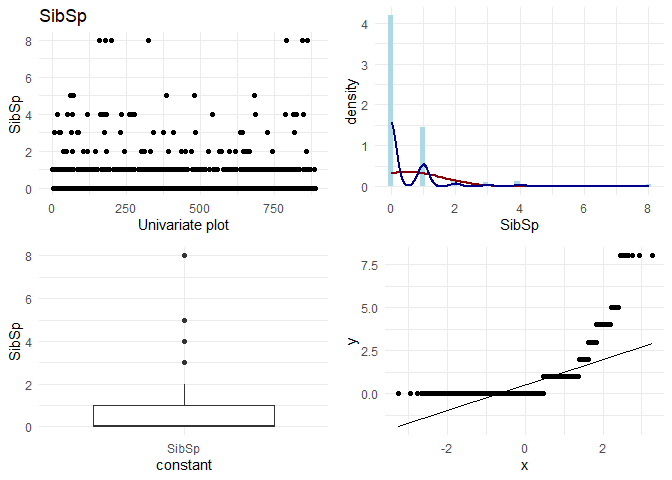 SibSp
SibSp
8
6
4
2
0
0 250 500 750
Univariate plot
density
4
3
2
1
0
0 2 4 6 8
SibSp
SibSp
8
6
4
2
0
SibSp
constant
y
7.5
5.0
2.5
0.0
-2 0 2
x